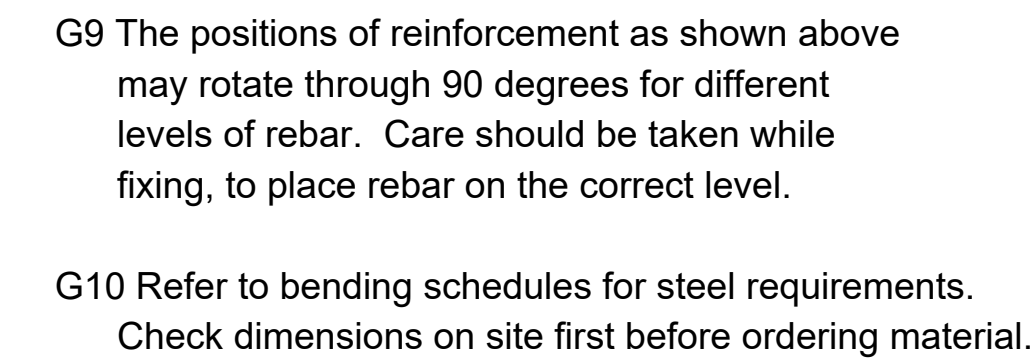 G9 The positions of reinforcement as shown above
may rotate through 90 degrees for different
levels of rebar.  Care should be taken while
fixing, to place rebar on the correct level.
G10 Refer to bending schedules for steel requirements.
Check dimensions on site first before ordering material.